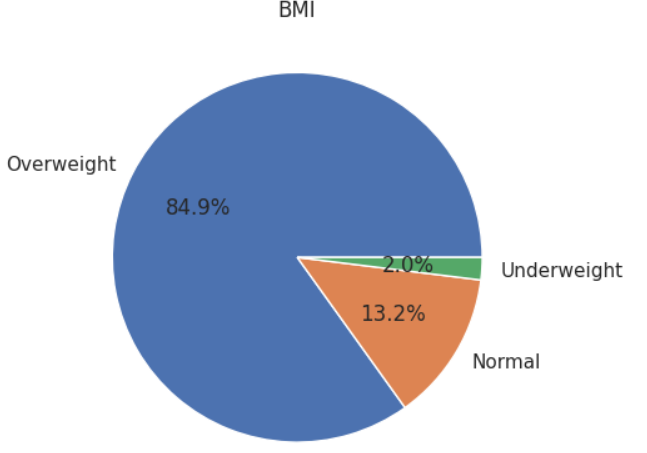 BMI
Overweight
84.9%
2.0%
Underweight
13.2%
Normal